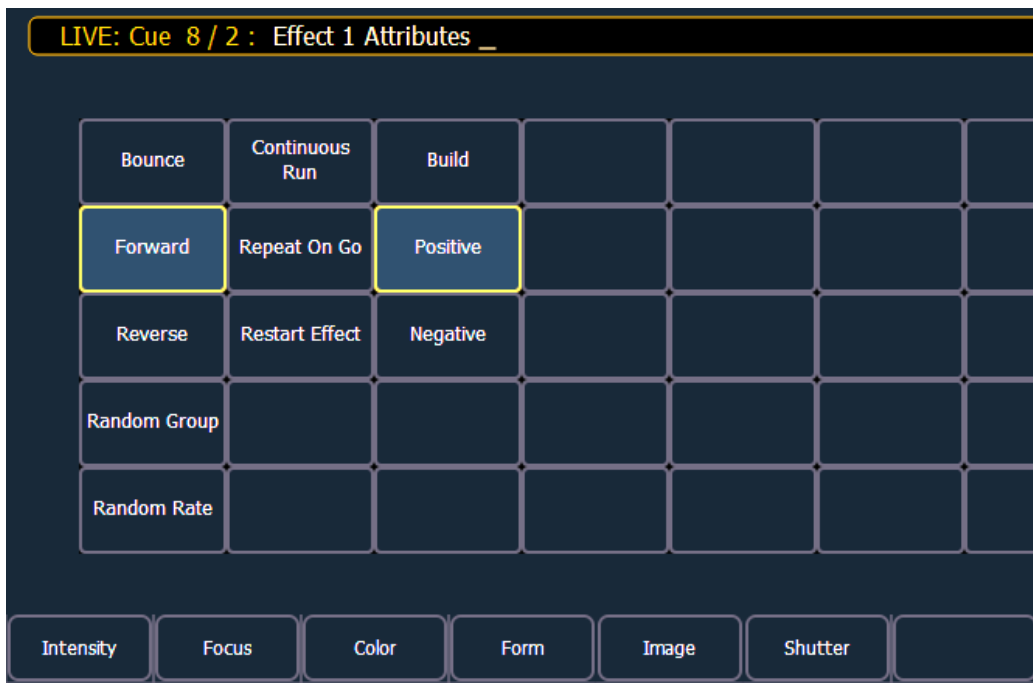 LIVE: Cue 8 / 2 : Effect 1 Attributes _
Bounce
Continuous
Run
Build
Forward
Repeat On Go
Positive
Reverse
Restart Effect
Negative
Random Group
Random Rate
Intensity
Focus
Color
Form
Image
Shutter